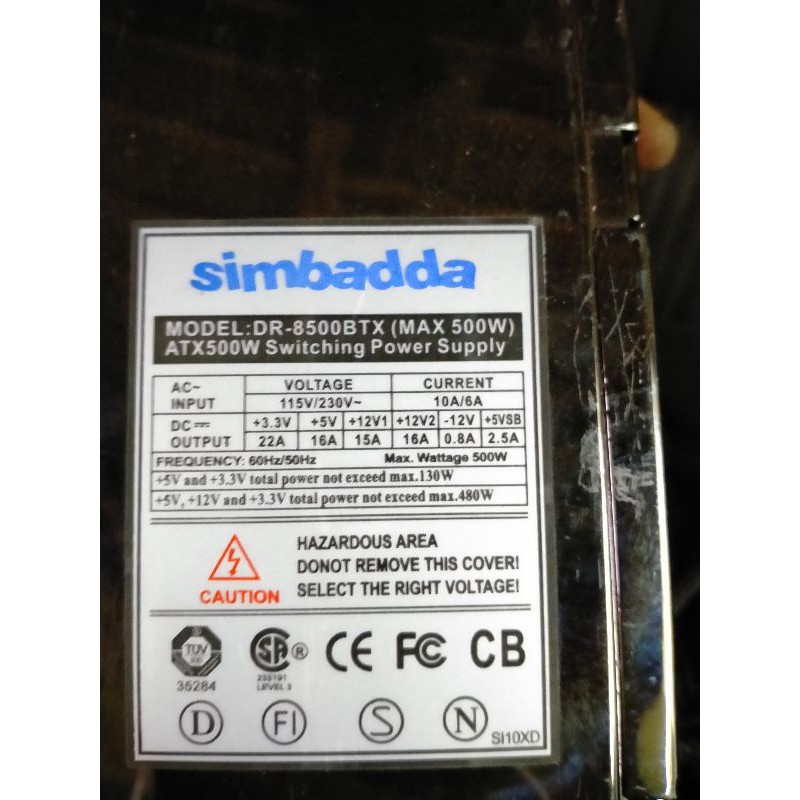 simbadda
MODEL:DR-8500BTX (MAX 500W)
ATX500W Switching Power Supply
AC~ INPUT VOLTAGE CURRENT
115V/230V~ 10A/6A
DC⎓ OUTPUT +3.3V +5V +12V1 +12V2 -12V +5VSB
22A 16A 15A 16A 0.8A 2.5A
FREQUENCY: 60Hz/50Hz Max. Wattage 500W
+5V and +3.3V total power not exceed max.130W
+5V, +12V and +3.3V total power not exceed max.480W
HAZARDOUS AREA
DONOT REMOVE THIS COVER!
CAUTION SELECT THE RIGHT VOLTAGE!
TUV SA ® CE FC CB
35284 LEVEL 3
D FI S N SI10XD